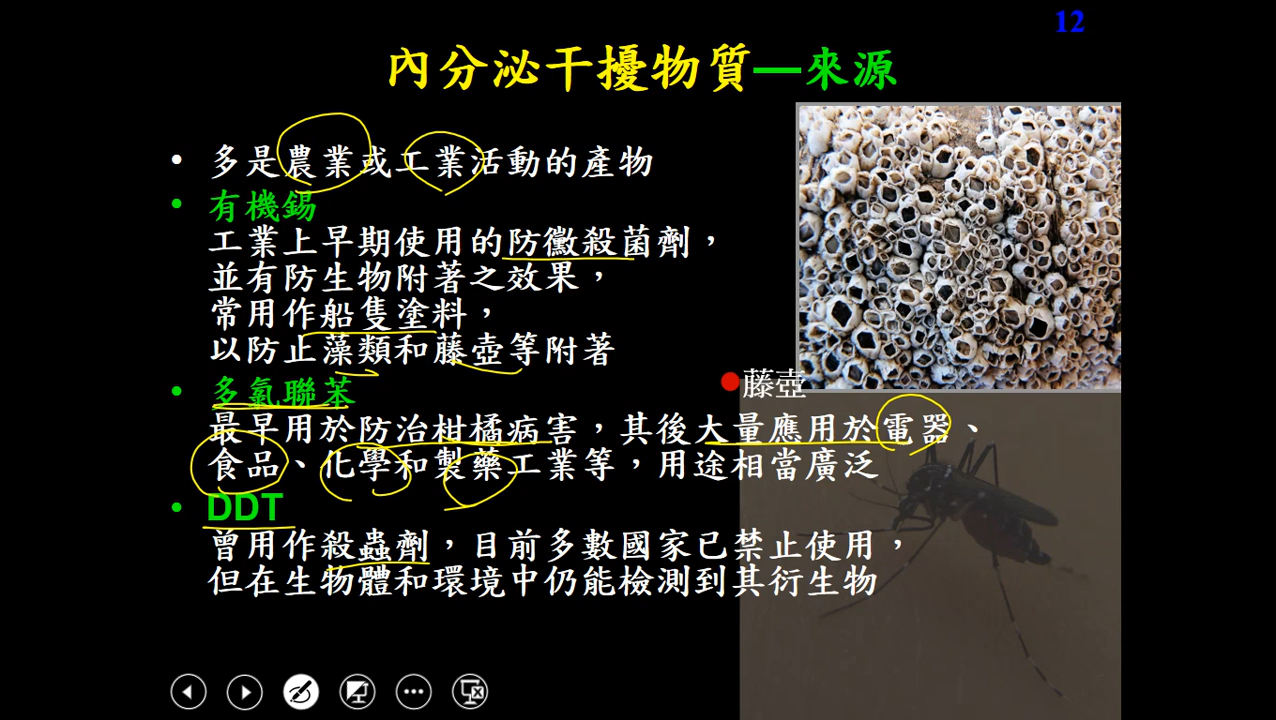 12
內分泌干擾物質—來源
• 多是農業或工業活動的產物
• 有機錫
工業上早期使用的防黴殺菌劑，
並有防生物附著之效果，
常用作船隻塗料，
以防止藻類和藤壺等附著
藤壺
• 多氯聯苯
最早用於防治柑橘病害，其後大量應用於電器、
食品、化學和製藥工業等，用途相當廣泛
• DDT
曾用作殺蟲劑，目前多數國家已禁止使用，
但在生物體和環境中仍能檢測到其衍生物